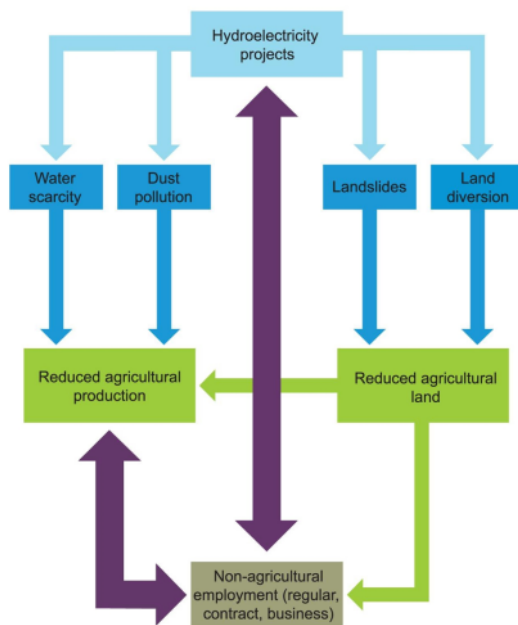 Hydroelectricity
projects
Water
scarcity
Dust
pollution
Landslides
Land
diversion
Reduced agricultural
production
Reduced agricultural
land
Non-agricultural
employment (regular,
contract, business)